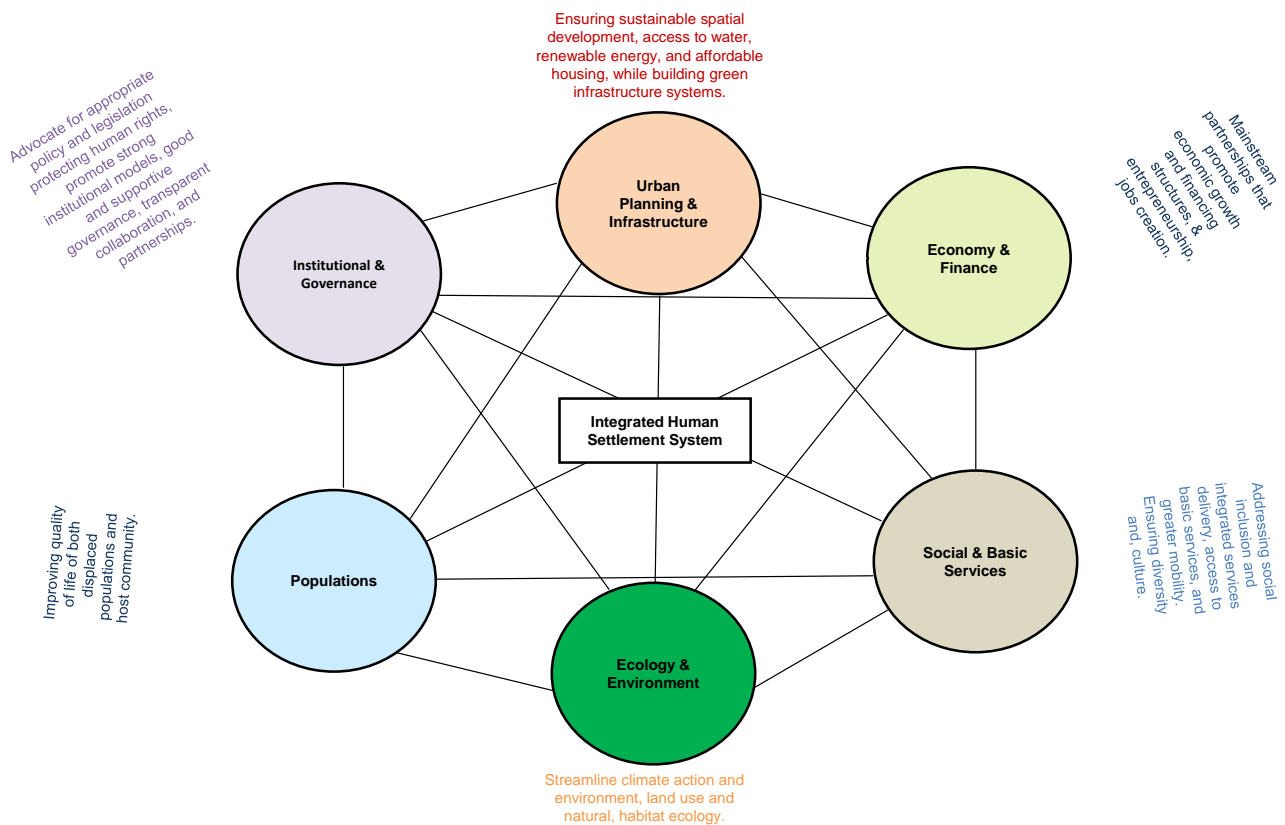 Ensuring sustainable spatial
development, access to water,
renewable energy, and affordable
housing, while building green
infrastructure systems.
Advocate for appropriate
policy and legislation
protecting human rights,
promote strong
institutional models, good
and supportive
governance, transparent
collaboration, and
partnerships.
Urban
Planning &
Infrastructure
Mainstream
partnerships that
promote
economic growth
and financing
structures, &
entrepreneurship,
jobs creation.
Institutional &
Governance
Economy &
Finance
Integrated Human
Settlement System
Improving quality
of life of both
displaced
populations and
host community.
Populations
Social & Basic
Services
Addressing social
inclusion and
integrated services
delivery, access to
basic services, and
greater mobility.
Ensuring diversity
and, culture.
Ecology &
Environment
Streamline climate action and
environment, land use and
natural, habitat ecology.